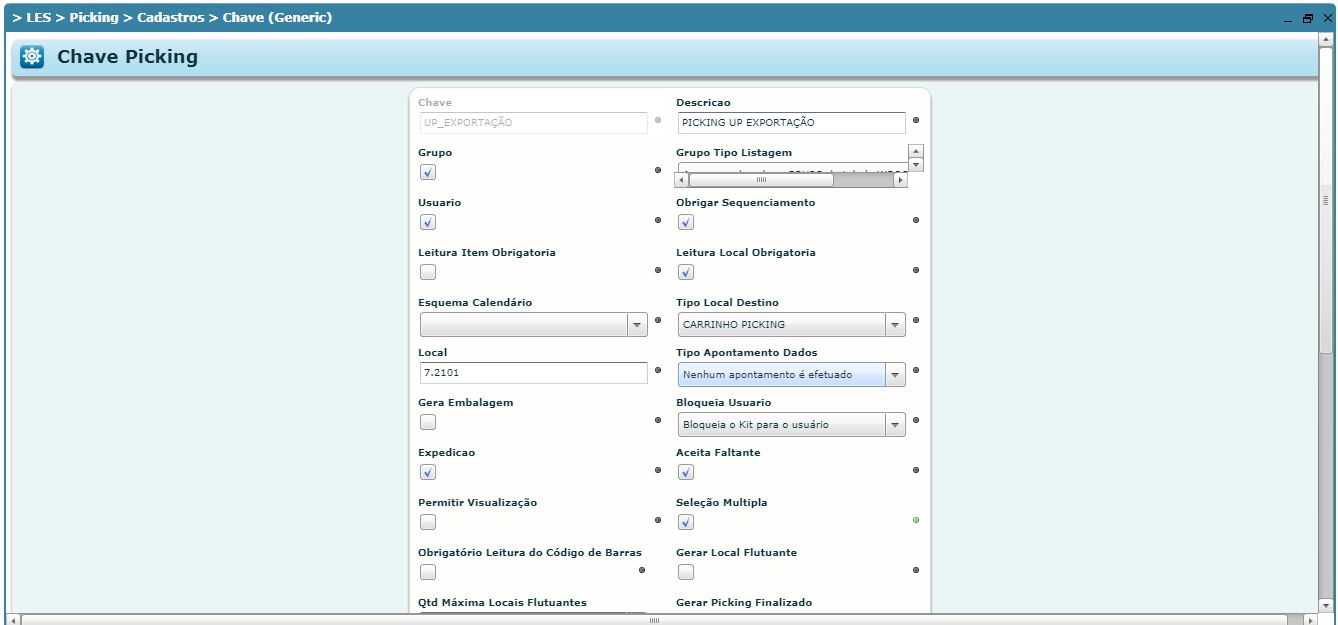 > LES > Picking > Cadastros > Chave (Generic)
Chave Picking
Chave
Descricao
UP_EXPORTAÇÃO
PICKING UP EXPORTAÇÃO
Grupo
Grupo Tipo Listagem
Usuario
Obrigar Sequenciamento
Leitura Item Obrigatoria
Leitura Local Obrigatoria
Esquema Calendário
Tipo Local Destino
CARRINHO PICKING
Local
Tipo Apontamento Dados
7.2101
Nenhum apontamento é efetuado
Gera Embalagem
Bloqueia Usuario
Bloqueia o Kit para o usuário
Expedicao
Aceita Faltante
Permitir Visualização
Seleção Multipla
Obrigatório Leitura do Código de Barras
Gerar Local Flutuante
Qtd Máxima Locais Flutuantes
Gerar Picking Finalizado